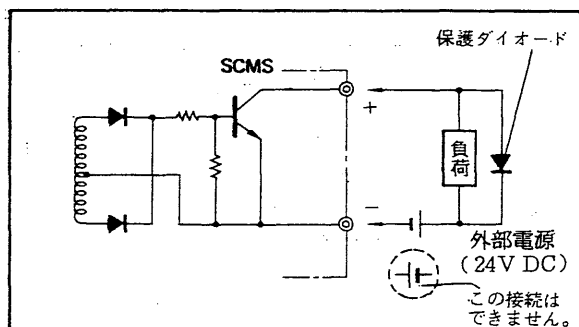 保護ダイオード
SCMS
+
負荷
−
外部電源
(24V DC)
この接続は
できません。